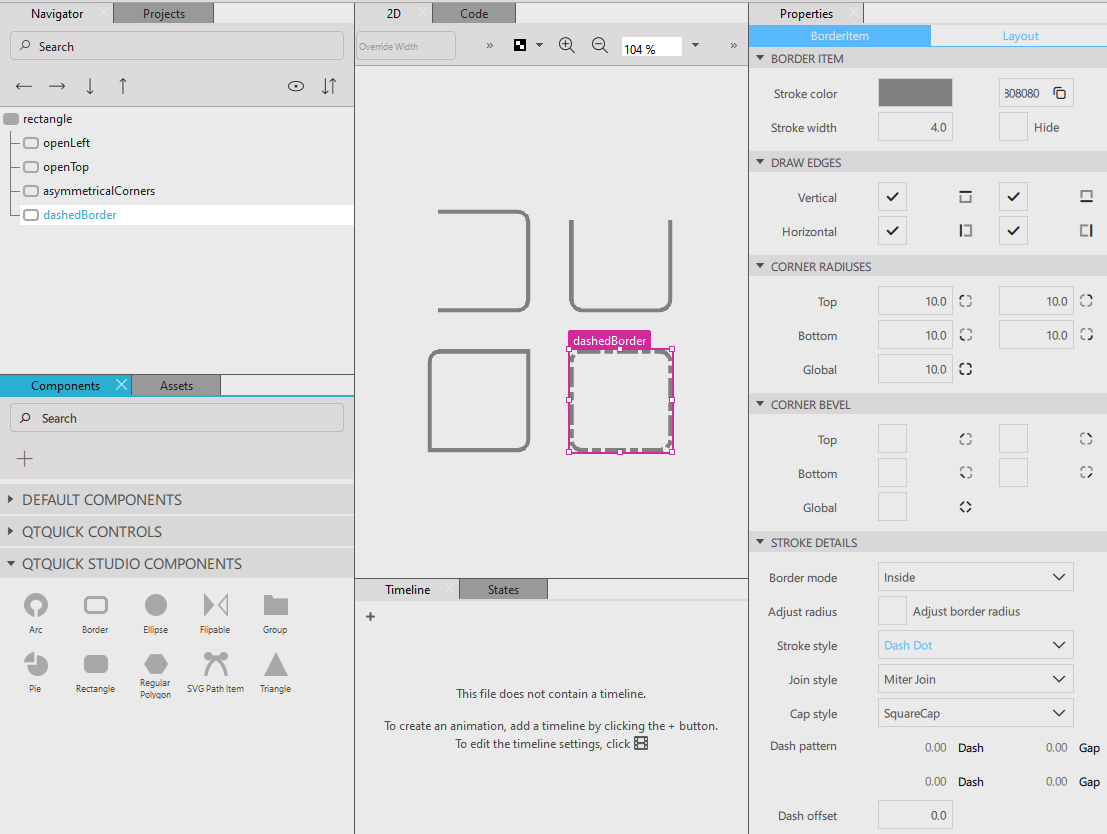 Navigator
Projects
Search
rectangle
openLeft
openTop
asymmetricalCorners
dashedBorder
Components
Assets
Search
DEFAULT COMPONENTS
QTQUICK CONTROLS
QTQUICK STUDIO COMPONENTS
Arc
Border
Ellipse
Flipable
Group
Pie
Rectangle
Regular
Polygon
SVG Path Item
Triangle
2D
Code
Override Width
»
104 %
»
dashedBorder
Timeline
States
+
This file does not contain a timeline.
To create an animation, add a timeline by clicking the + button.
To edit the timeline settings, click
Properties
BorderItem
Layout
BORDER ITEM
Stroke color
808080
Stroke width
4.0
Hide
DRAW EDGES
Vertical
Horizontal
CORNER RADIUSES
Top
10.0
10.0
Bottom
10.0
10.0
Global
10.0
CORNER BEVEL
Top
Bottom
Global
STROKE DETAILS
Border mode
Inside
Adjust radius
Adjust border radius
Stroke style
Dash Dot
Join style
Miter Join
Cap style
SquareCap
Dash pattern
0.00 Dash
0.00 Gap
0.00 Dash
0.00 Gap
Dash offset
0.0